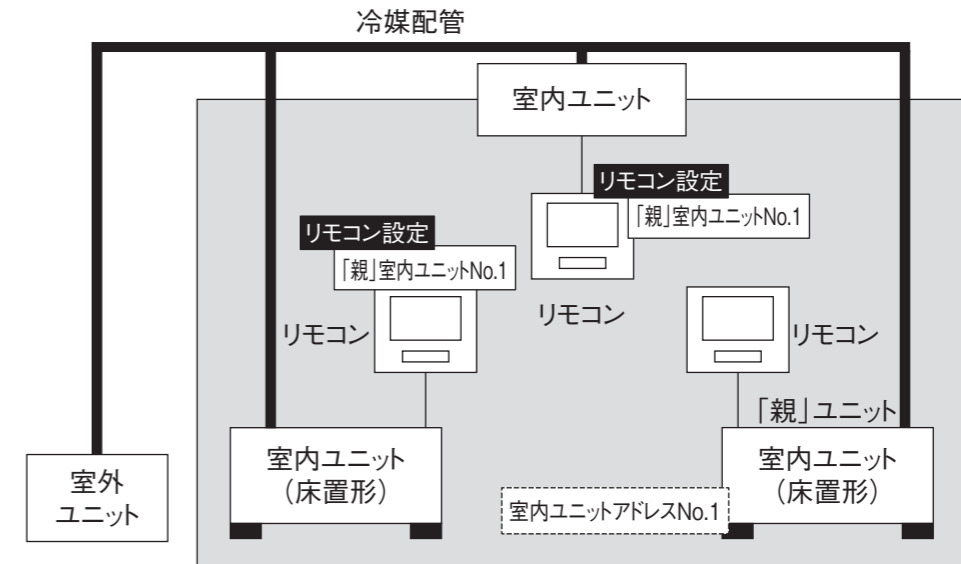 冷媒配管
室内ユニット
リモコン設定
「親」室内ユニットNo.1
リモコン
リモコン設定
「親」室内ユニットNo.1
リモコン
リモコン
「親」ユニット
室内ユニット
（床置形）
室内ユニット
（床置形）
室内ユニットアドレスNo.1
室外
ユニット